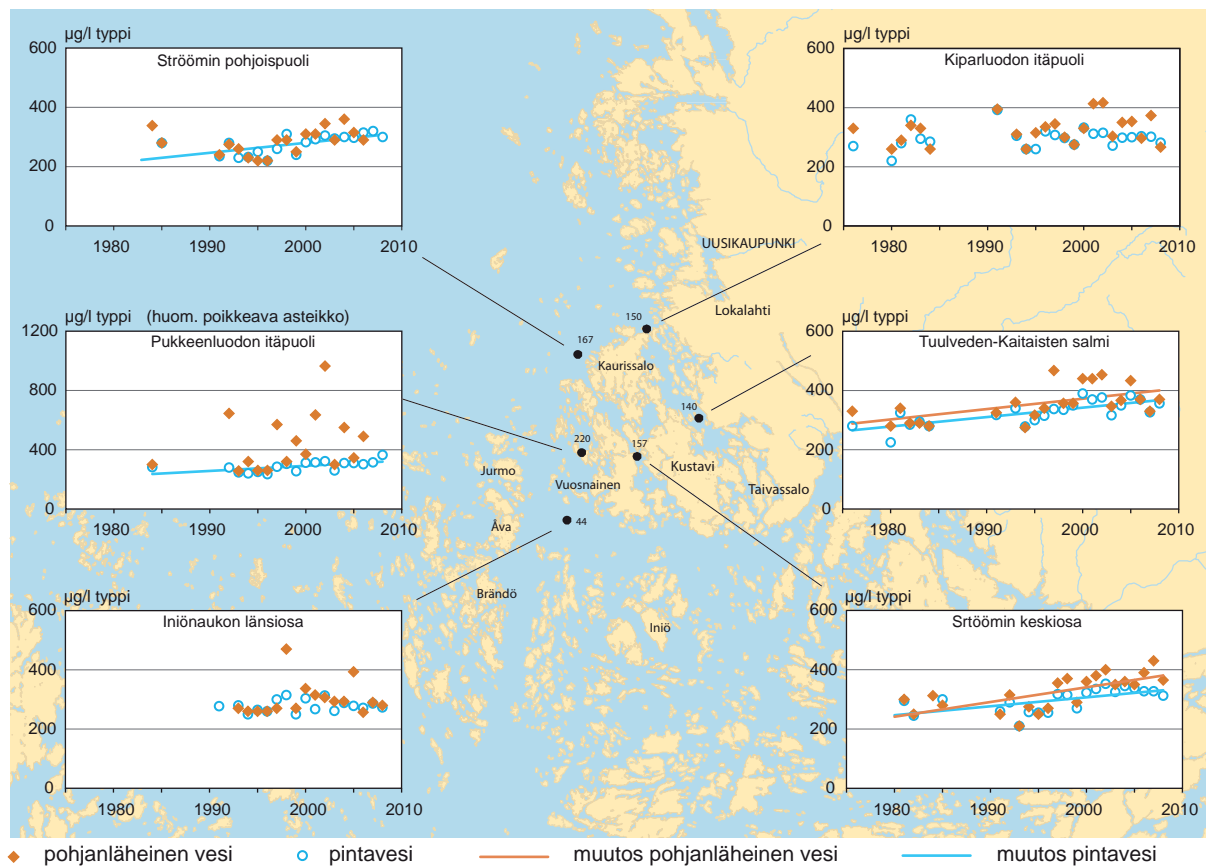 µg/l typpi
Ströömin pohjoispuoli
600
400
200
0
1980 1990 2000 2010
µg/l typpi
Kiparluodon itäpuoli
600
400
200
0
1980 1990 2000 2010
µg/l typpi (huom. poikkeava asteikko)
Pukkeenluodon itäpuoli
1200
800
400
0
1980 1990 2000 2010
µg/l typpi
Tuulveden-Kaitaisten salmi
600
400
200
0
1980 1990 2000 2010
µg/l typpi
Iniönaukon länsiosa
600
400
200
0
1980 1990 2000 2010
µg/l typpi
Srtöömin keskiosa
600
400
200
0
1980 1990 2000 2010
UUSIKAUPUNKI
Lokalahti
150
167
Kaurissalo
140
220
157
Kustavi
Jurmo
Vuosnainen
Taivassalo
44
Åva
Brändö
Iniö
pohjanläheinen vesi pintavesi muutos pohjanläheinen vesi muutos pintavesi